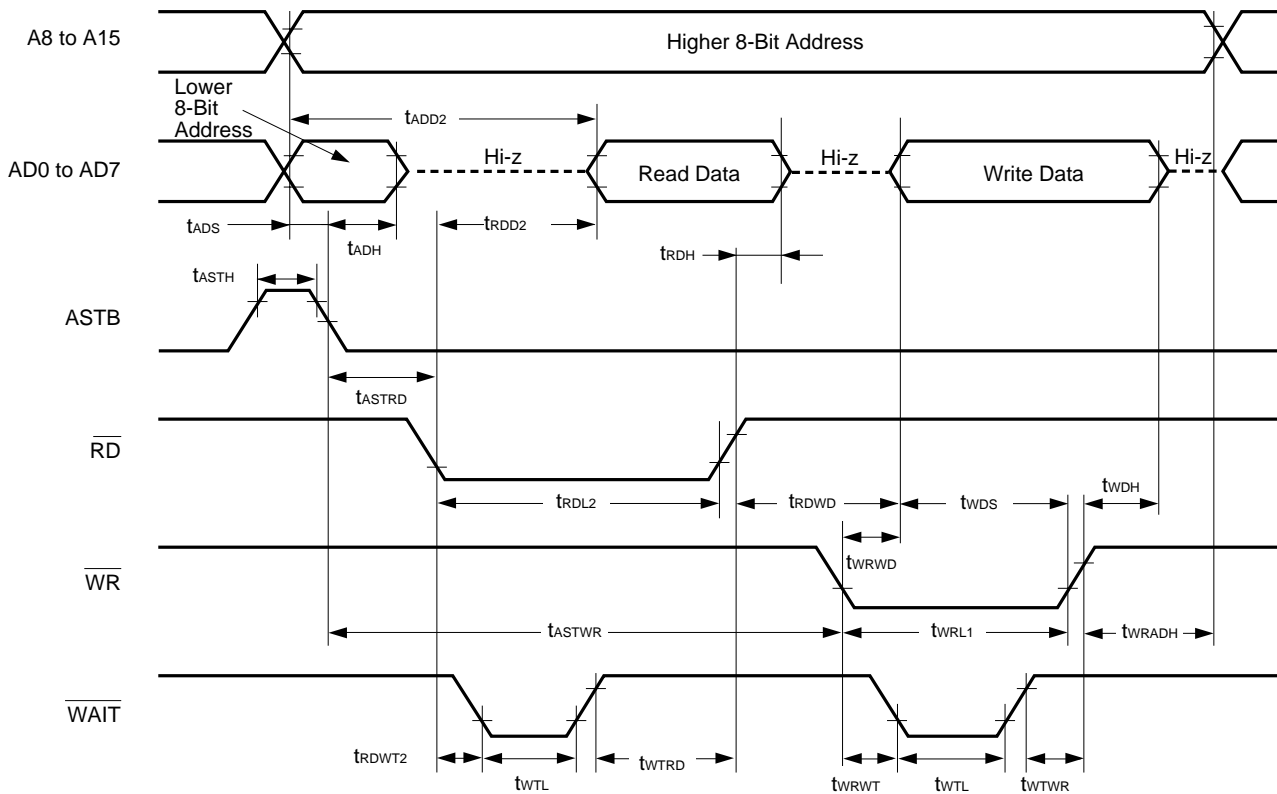 A8 to A15
Higher 8-Bit Address
Lower
8-Bit
Address
tADD2
AD0 to AD7
Hi-z
Read Data
Hi-z
Write Data
Hi-z
tADS
tADH
tRDD2
tRDH
tASTH
ASTB
tASTRD
RD
tRDL2
tRDWD
tWDS
tWDH
tWRWD
WR
tASTWR
tWRL1
tWRADH
WAIT
tRDWT2
tWTL
tWTRD
tWRWT
tWTL
tWTWR